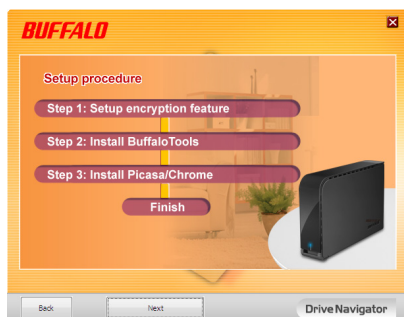 BUFFALO
Setup procedure
Step 1: Setup encryption feature
Step 2: Install BuffaloTools
Step 3: Install Picasa/Chrome
Finish
Back
Next
DriveNavigator